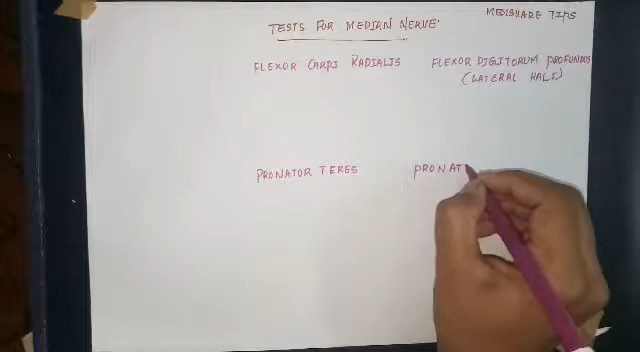 MEDISHARE TIPS
TESTS FOR MEDIAN NERVE
FLEXOR CARPI RADIALIS FLEXOR DIGITORUM PROFUNDUS
(LATERAL HALF)
PRONATOR TERES PRONAT